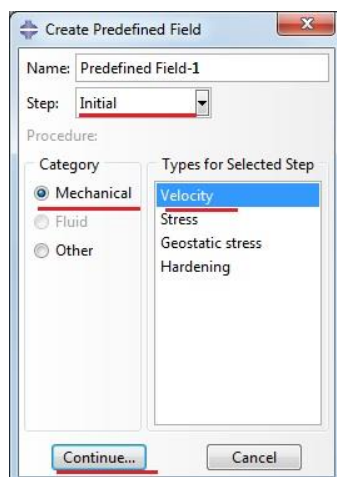 Create Predefined Field
Name: Predefined Field-1
Step: Initial
Procedure:
Category
Types for Selected Step
Mechanical
Fluid
Other
Velocity
Stress
Geostatic stress
Hardening
Continue...
Cancel